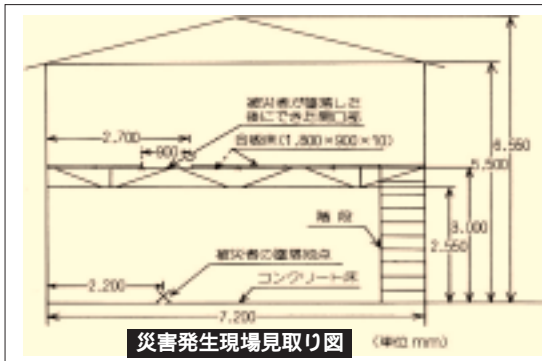 被災者が墜落した
後にできた開口部
2,700
900
合板床(1,800×900×10)
6,550
5,500
階段
3,000
2,550
被災者の墜落地点
コンクリート床
2,200
7,200
災害発生現場見取り図
(単位mm)